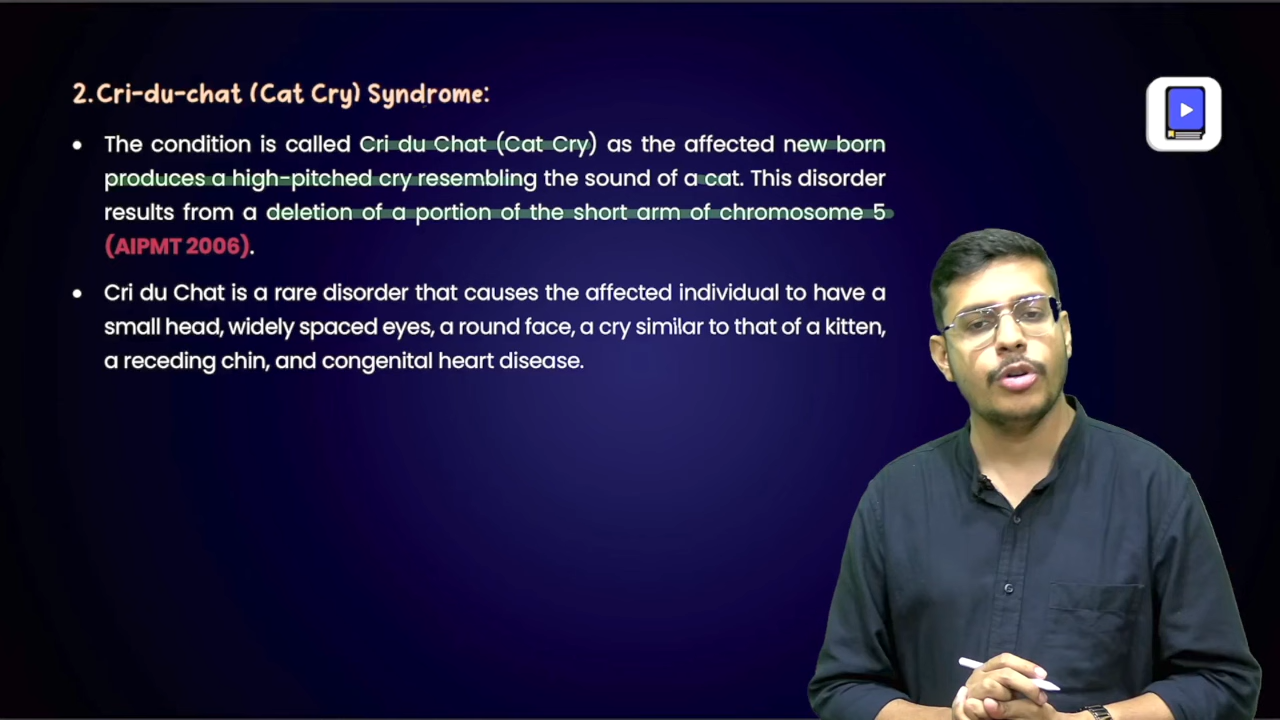 2. Cri-du-chat (Cat Cry) Syndrome:
• The condition is called Cri du Chat (Cat Cry) as the affected new born
produces a high-pitched cry resembling the sound of a cat. This disorder
results from a deletion of a portion of the short arm of chromosome 5
(AIPMT 2006).
• Cri du Chat is a rare disorder that causes the affected individual to have a
small head, widely spaced eyes, a round face, a cry similar to that of a kitten,
a receding chin, and congenital heart disease.